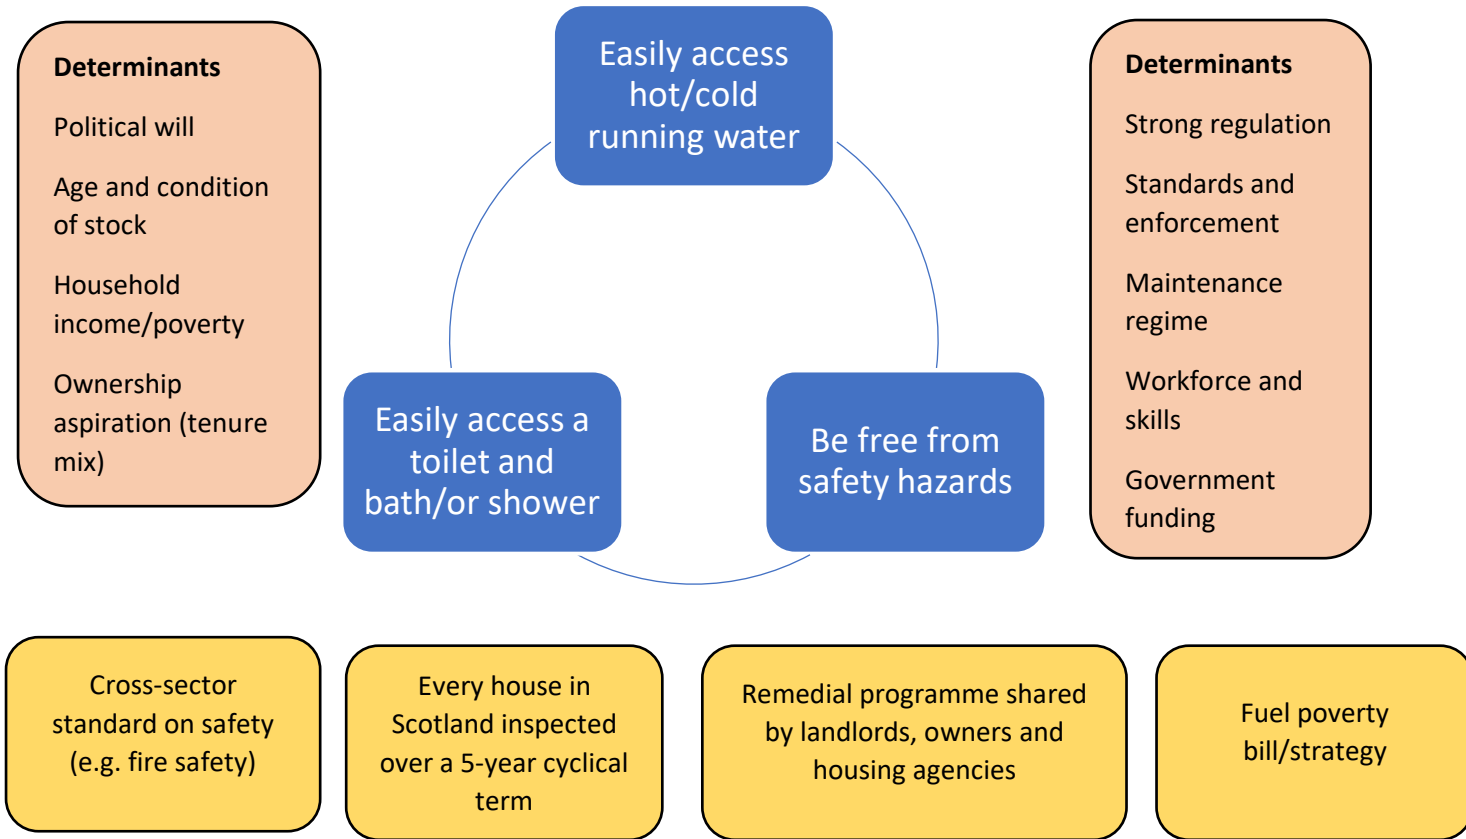 Determinants
Political will
Age and condition
of stock
Household
income/poverty
Ownership
aspiration (tenure
mix)
Easily access
hot/cold
running water
Easily access a
toilet and
bath/or shower
Be free from
safety hazards
Determinants
Strong regulation
Standards and
enforcement
Maintenance
regime
Workforce and
skills
Government
funding
Cross-sector
standard on safety
(e.g. fire safety)
Every house in
Scotland inspected
over a 5-year cyclical
term
Remedial programme shared
by landlords, owners and
housing agencies
Fuel poverty
bill/strategy